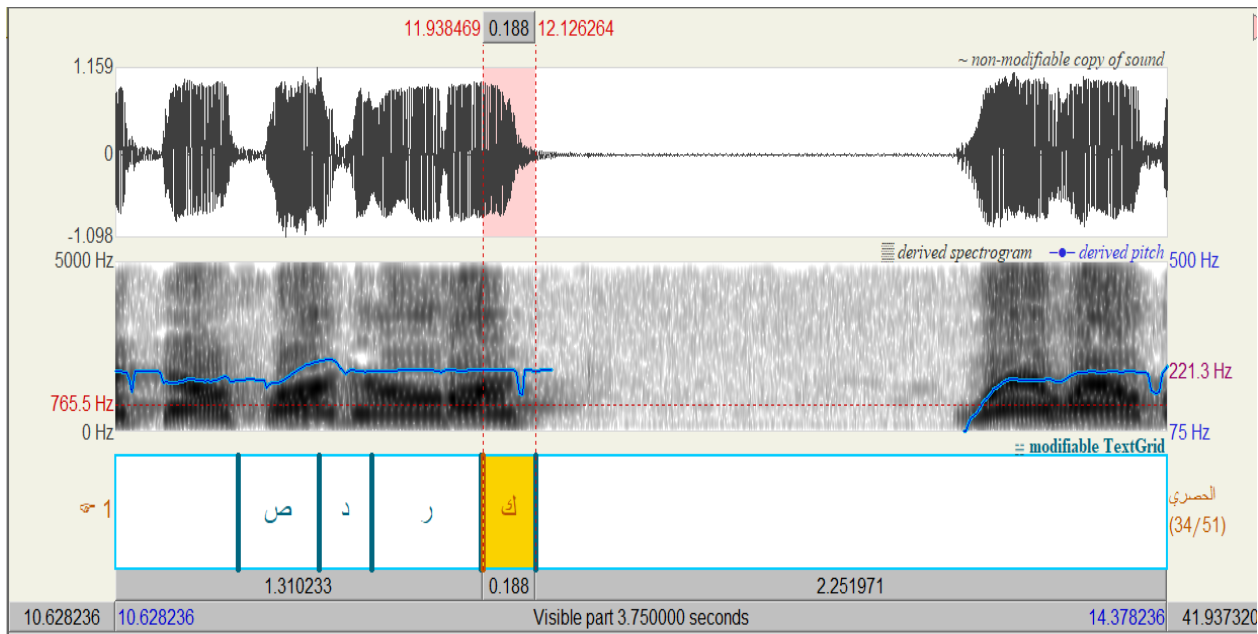 11.938469 0.188 12.126264
~ non-modifiable copy of sound
1.159
0
-1.098
derived spectrogram derived pitch
5000 Hz 500 Hz
221.3 Hz
765.5 Hz
0 Hz 75 Hz
modifiable TextGrid
1 ص د ر ك الحصري
(34/51)
1.310233 0.188 2.251971
10.628236 10.628236 Visible part 3.750000 seconds 14.378236 41.937320